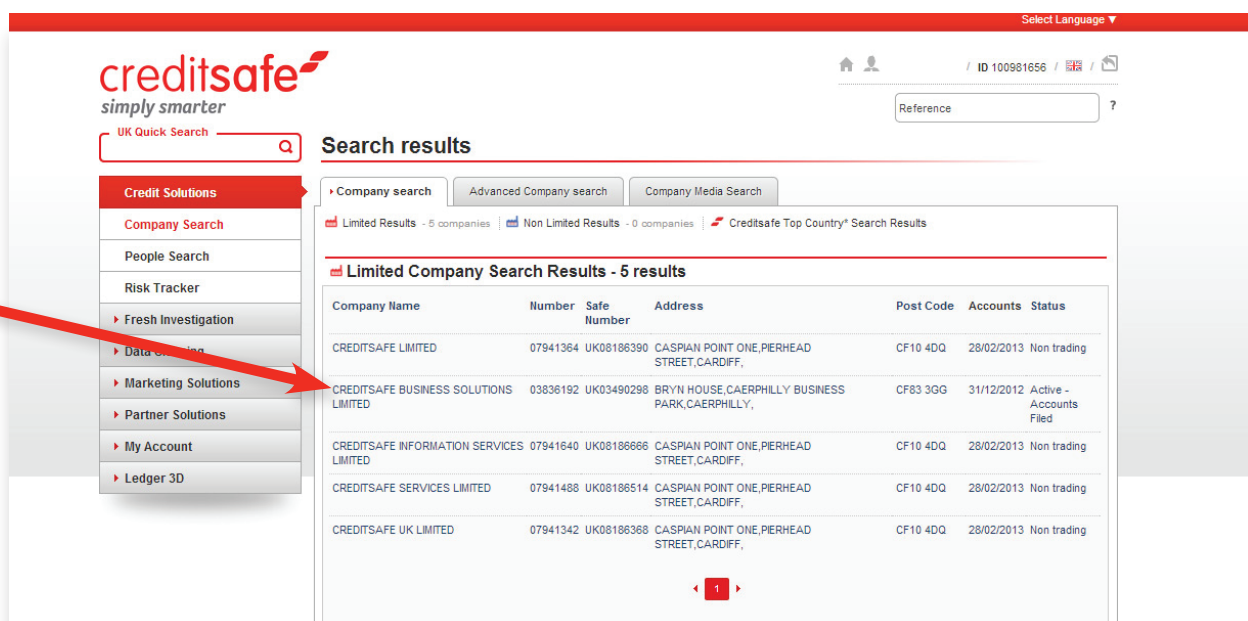 Select Language ▼
creditsafe
simply smarter
/ ID 100981656 / /
Reference ?
UK Quick Search
Search results
Credit Solutions
Company Search
People Search
Risk Tracker
Fresh Investigation
Data
Marketing Solutions
Partner Solutions
My Account
Ledger 3D
Company search Advanced Company search Company Media Search
Limited Results - 5 companies Non Limited Results - 0 companies Creditsafe Top Country* Search Results
Limited Company Search Results - 5 results
Company Name Number Safe Address Post Code Accounts Status
Number
CREDITSAFE LIMITED 07941364 UK08186390 CASPIAN POINT ONE,PIERHEAD CF10 4DQ 28/02/2013 Non trading
STREET,CARDIFF,
CREDITSAFE BUSINESS SOLUTIONS 03836192 UK03490298 BRYN HOUSE,CAERPHILLY BUSINESS CF83 3GG 31/12/2012 Active -
LIMITED PARK,CAERPHILLY, Accounts
Filed
CREDITSAFE INFORMATION SERVICES 07941640 UK08186666 CASPIAN POINT ONE,PIERHEAD CF10 4DQ 28/02/2013 Non trading
LIMITED STREET,CARDIFF,
CREDITSAFE SERVICES LIMITED 07941488 UK08186514 CASPIAN POINT ONE,PIERHEAD CF10 4DQ 28/02/2013 Non trading
STREET,CARDIFF,
CREDITSAFE UK LIMITED 07941342 UK08186368 CASPIAN POINT ONE,PIERHEAD CF10 4DQ 28/02/2013 Non trading
STREET,CARDIFF,
1